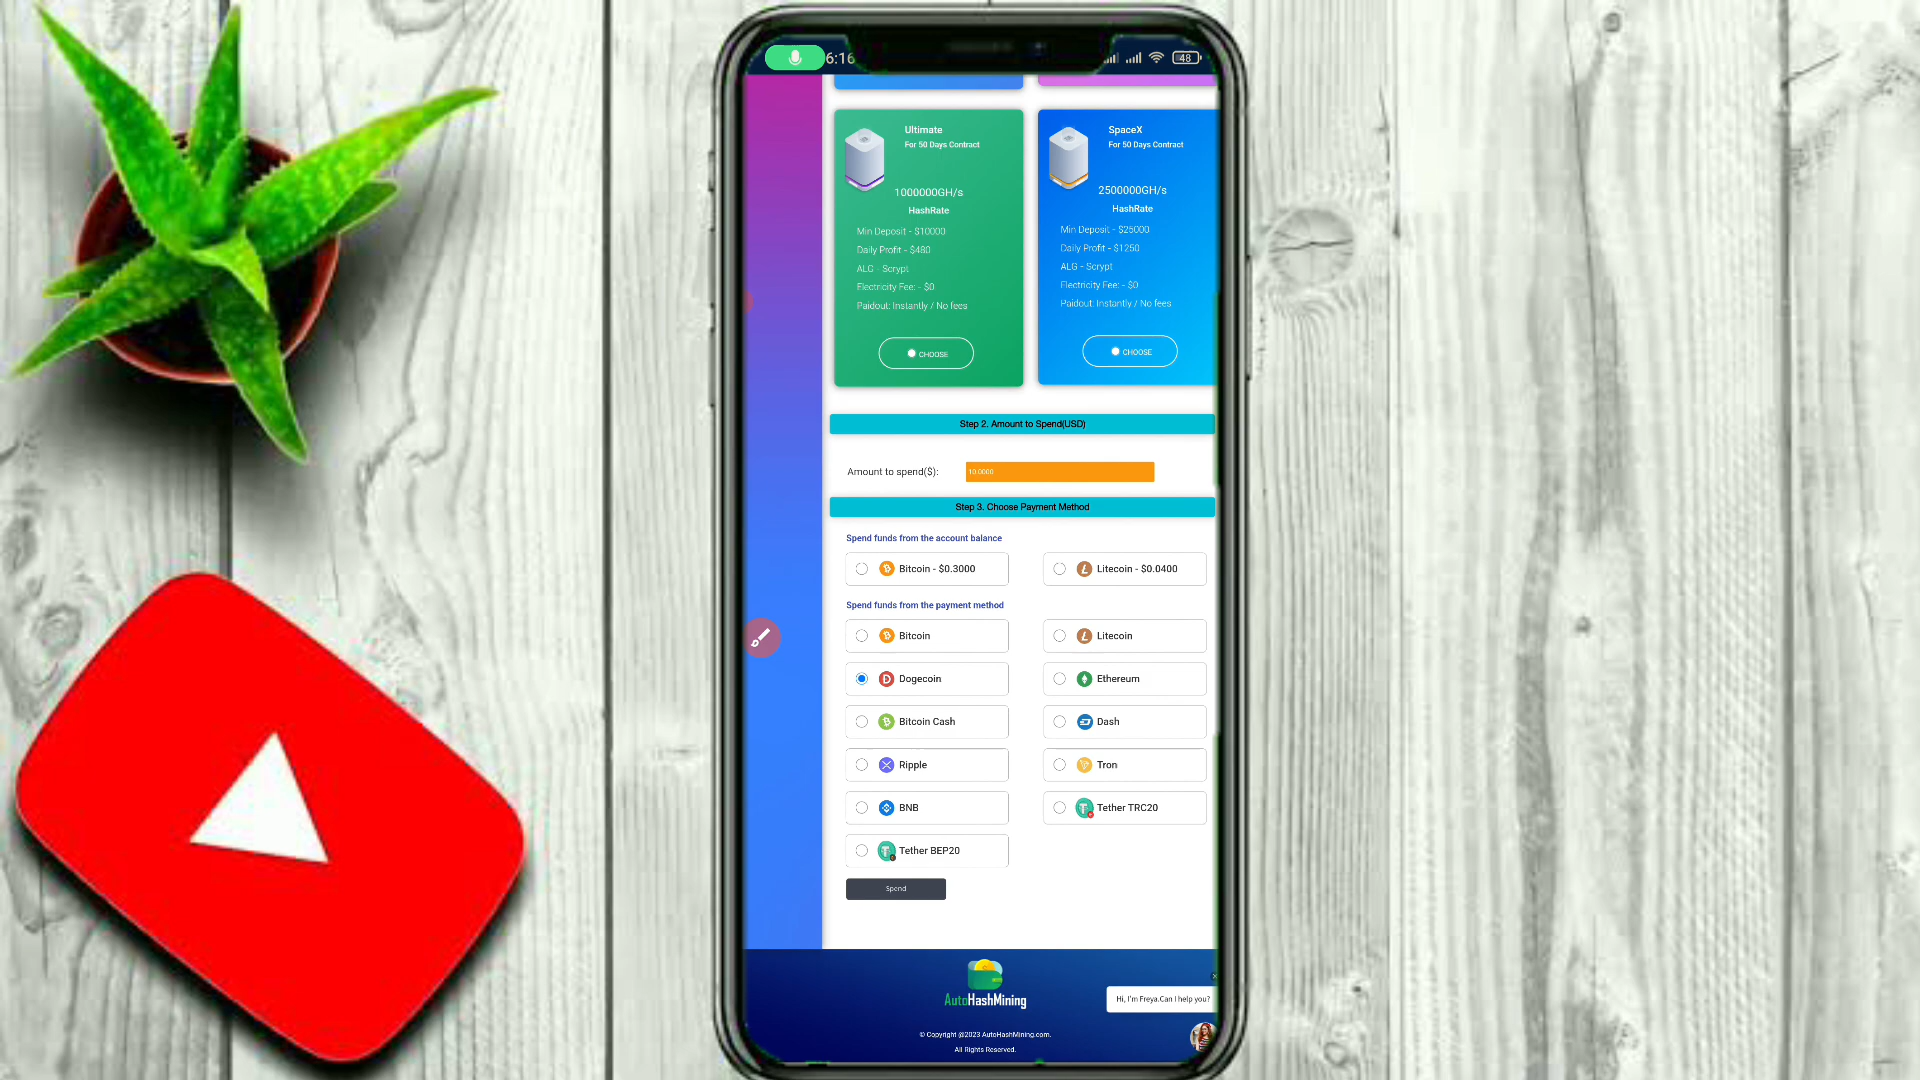 6:16
48
Ultimate
For 50 Days Contract
1000000GH/s
HashRate
Min Deposit - $10000
Daily Profit - $480
ALG - Scrypt
Electricity Fee: - $0
Paidout: Instantly / No fees
CHOOSE
SpaceX
For 50 Days Contract
2500000GH/s
HashRate
Min Deposit - $25000
Daily Profit - $1250
ALG - Scrypt
Electricity Fee: - $0
Paidout: Instantly / No fees
CHOOSE
Step 2. Amount to Spend(USD)
Amount to spend($):
10.0000
Step 3. Choose Payment Method
Spend funds from the account balance
Bitcoin - $0.3000
Litecoin - $0.0400
Spend funds from the payment method
Bitcoin
Litecoin
Dogecoin
Ethereum
Bitcoin Cash
Dash
Ripple
Tron
BNB
Tether TRC20
Tether BEP20
Spend
AutoHashMining
Hi, I'm Freya.Can I help you?
© Copyright @2023 AutoHashMining.com.
All Rights Reserved.